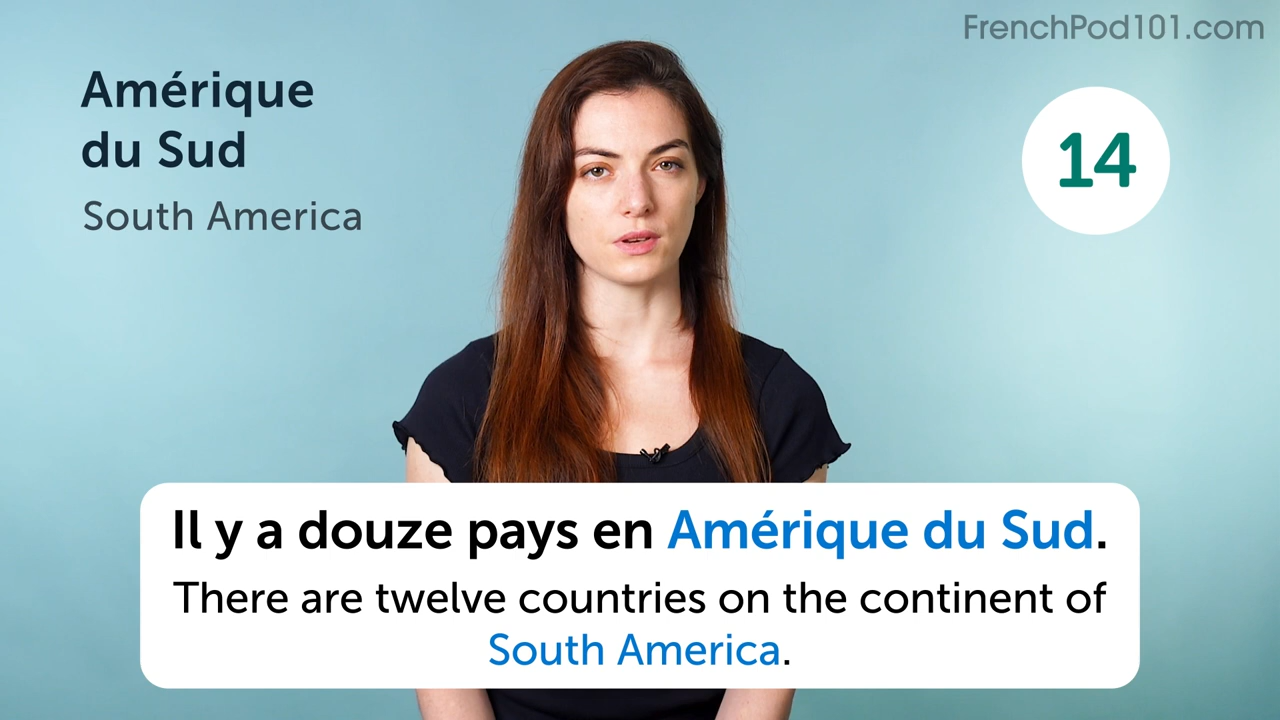 FrenchPod101.com
Amérique
du Sud
South America
14
Il y a douze pays en Amérique du Sud.
There are twelve countries on the continent of
South America.